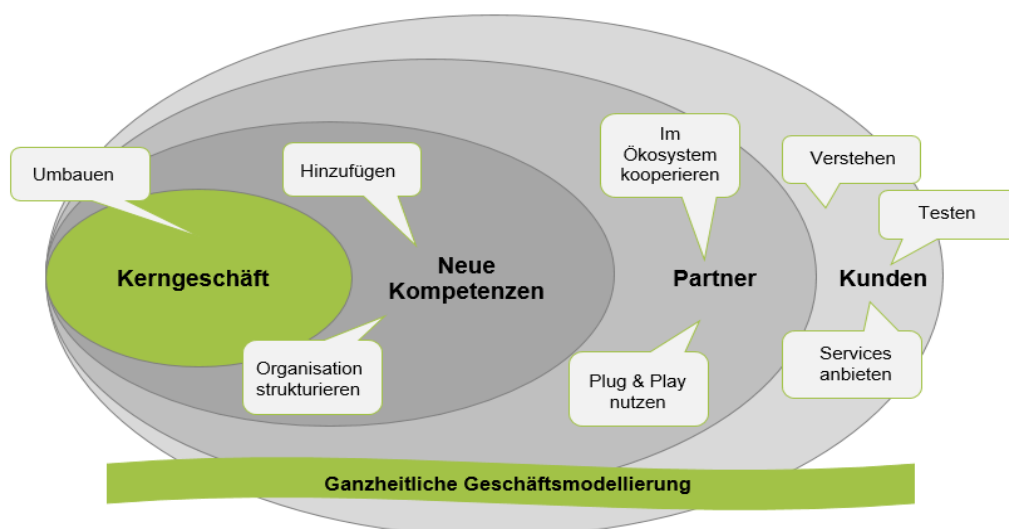 Umbauen
Hinzufügen
Im
Ökosystem
kooperieren
Verstehen
Testen
Kerngeschäft
Neue
Kompetenzen
Partner
Kunden
Organisation
strukturieren
Plug & Play
nutzen
Services
anbieten
Ganzheitliche Geschäftsmodellierung